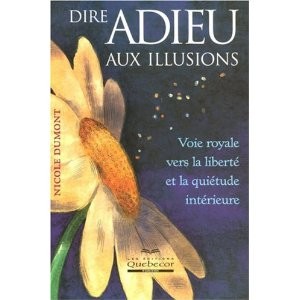 DIRE
ADIEU
AUX ILLUSIONS
NICOLE DUMONT
Voie royale
vers la liberté
et la quiétude
intérieure
LES ÉDITIONS
Quebecor